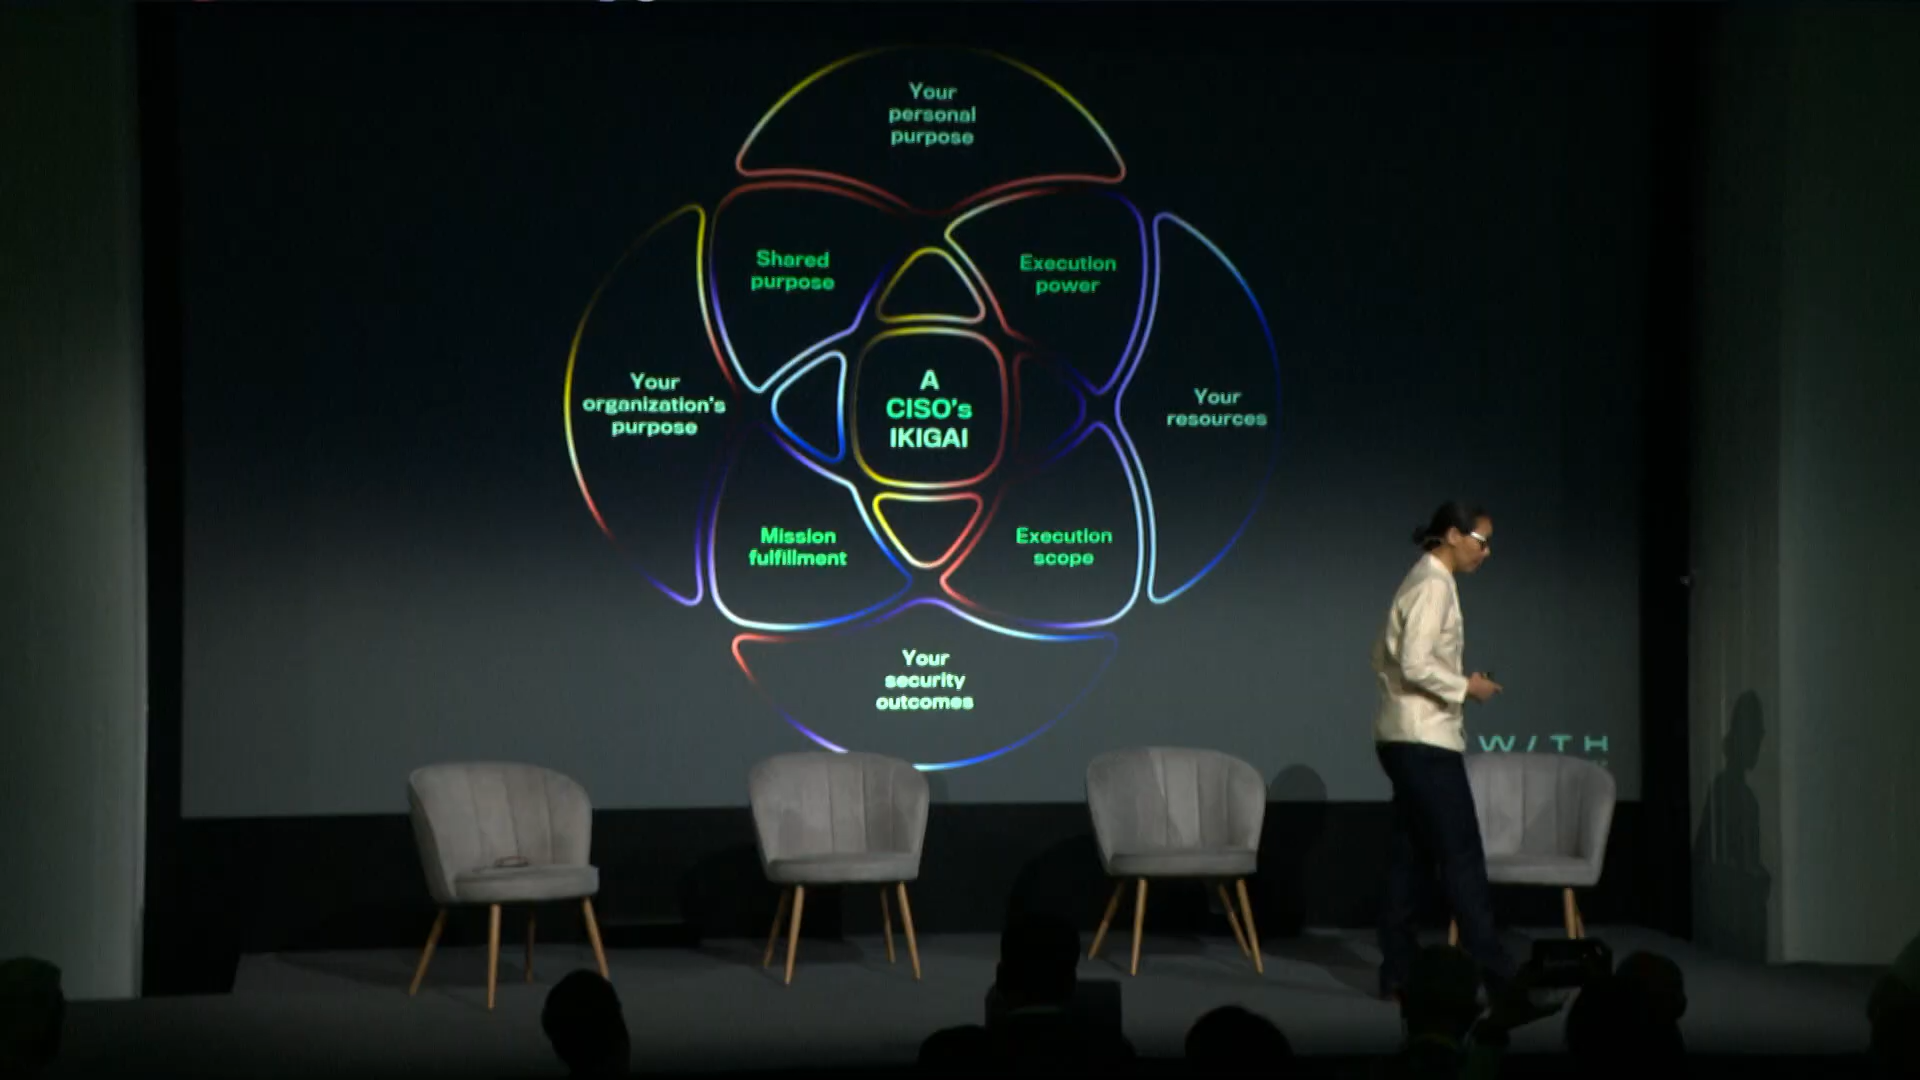 Your
personal
purpose
Shared
purpose
Execution
power
Your
organization's
purpose
A
CISO's
IKIGAI
Your
resources
Mission
fulfillment
Execution
scope
Your
security
outcomes
WITH